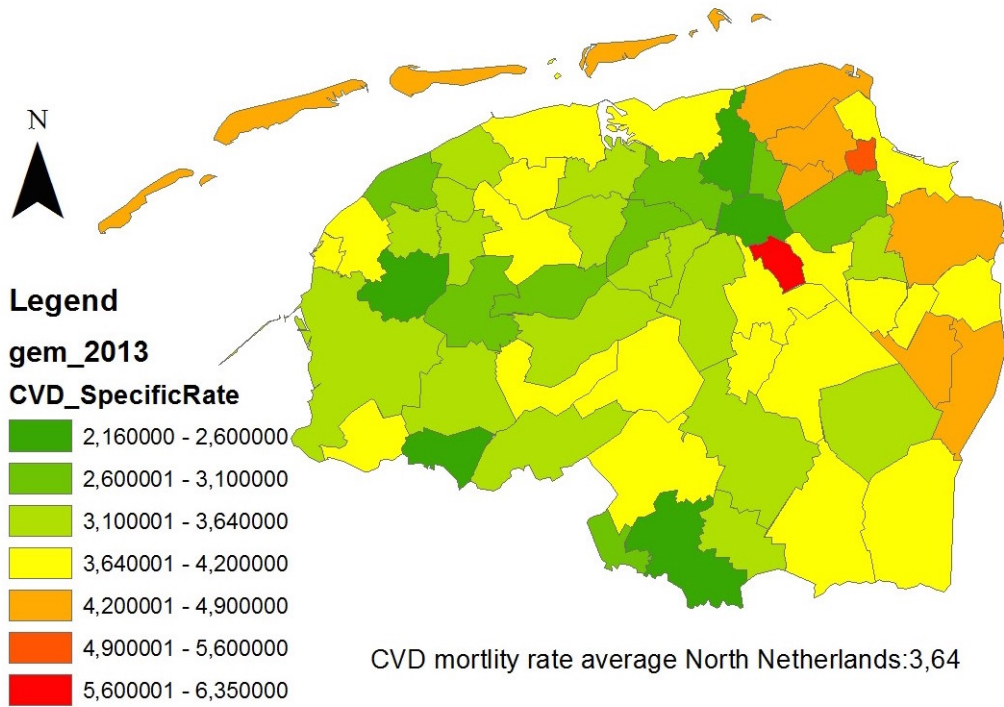 N
Legend
gem_2013
CVD_SpecificRate
2,160000 - 2,600000
2,600001 - 3,100000
3,100001 - 3,640000
3,640001 - 4,200000
4,200001 - 4,900000
4,900001 - 5,600000
5,600001 - 6,350000
CVD mortlity rate average North Netherlands:3,64